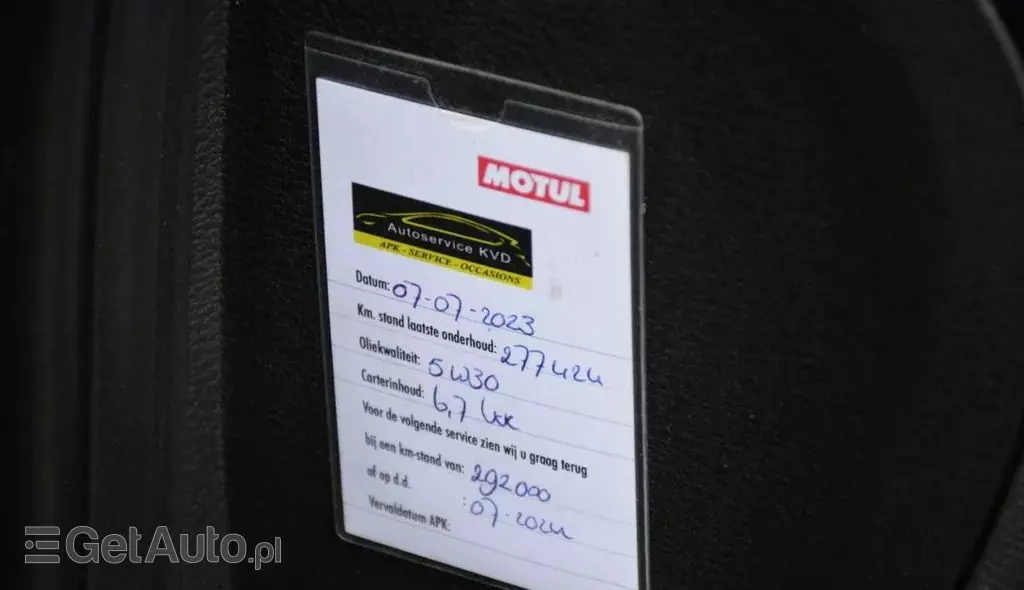 MOTUL
Autoservice KVD
APK - SERVICE - OCCASIONS
Datum: 07-07-2023
Km. stand laatste onderhoud: 277424
Oliekwaliteit: 5W30
Carterinhoud: 6,7
Voor de volgende service zien wij u graag terug
bij een km-stand van: 292000
of op d.d. :07-2024
Vervaldatum APK:
GetAuto.pl